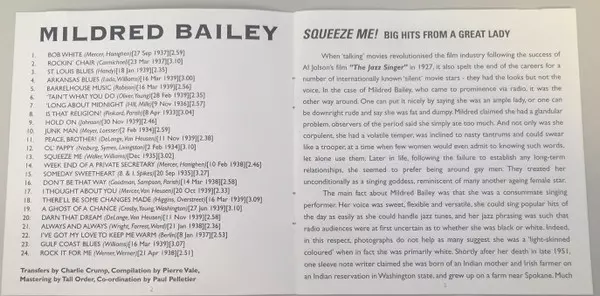 MILDRED BAILEY
1. BOB WHITE (Mercer, Hanighen)[27 Sep 1937][2.59]
2. ROCKIN' CHAIR (Carmichael)[23 Mar 1937][3.10]
3. ST. LOUIS BLUES (Handy)[18 Jan 1939][2.35]
4. ARKANSAS BLUES (Lada, Williams)[16 Mar 1939][3.00]
5. BARRELHOUSE MUSIC (Robison)[16 Mar 1939][2.56]
6. 'TAIN'T WHAT YOU DO (Oliver, Young)[28 Feb 1939][2.35]
7. 'LONG ABOUT MIDNIGHT (Hill, Mills)[9 Nov 1936][2.57]
8. IS THAT RELIGION? (Pinkard, Parish)[8 Apr 1933][3.04]
9. HOLD ON (Johnson)[30 Nov 1939][2.46]
10. JUNK MAN (Meyer, Loesser)[2 Feb 1934][2.59]
11. PEACE, BROTHER! (DeLange, Van Heusen)[11 Nov 1939][2.38]
12. OL' PAPPY (Neiburg, Symes, Livingston)[2 Feb 1934][3.10]
13. SQUEEZE ME (Waller, Williams)[Dec 1935][3.02]
14. WEEK END OF A PRIVATE SECRETARY (Mercer, Hanighen)[10 Feb 1938][2.46]
15. SOMEDAY SWEETHEART (B. & J. Spikes)[20 Sep 1935][3.27]
16. DON'T BE THAT WAY (Goodman, Sampson, Parish)[14 Mar 1938][2.58]
17. I THOUGHT ABOUT YOU (Mercer, Van Heusen)[20 Oct 1939][2.33]
18. THERE'LL BE SOME CHANGES MADE (Higgins, Overstreet)[16 Mar 1939][3.09]
19. A GHOST OF A CHANCE (Crosby, Young, Washington)[27 Jan 1939][3.10]
20. DARN THAT DREAM (DeLange, Van Heusen)[11 Nov 1939][2.58]
21. ALWAYS AND ALWAYS (Wright, Forrest, Ward)[21 Jan 1938][2.36]
22. I'VE GOT MY LOVE TO KEEP ME WARM (Berlin)[8 Jan 1937][2.53]
23. GULF COAST BLUES (Williams)[16 Mar 1939][3.07]
24. ROCK IT FOR ME (Werner, Werner)[21 Apr 1938][2.51]
Transfers by Charlie Crump, Compilation by Pierre Vale,
Mastering by Tall Order, Co-ordination by Paul Pelletier
2
SQUEEZE ME! BIG HITS FROM A GREAT LADY
When 'talking' movies revolutionised the film industry following the success of
Al Jolson's film "The Jazz Singer" in 1927, it also spelt the end of the careers for a
number of internationally known 'silent' movie stars - they had the looks but not the
voice. In the case of Mildred Bailey, who came to prominence via radio, it was the
other way around. One can put it nicely by saying she was an ample lady, or one can
be downright rude and say she was fat and dumpy. Mildred claimed she had a glandular
problem, observers of the period said she simply ate too much. And not only was she
corpulent, she had a volatile temper, was inclined to nasty tantrums and could swear
like a trooper, at a time when few women would even admit to knowing such words,
let alone use them. Later in life, following the failure to establish any long-term
relationships, she seemed to prefer being around gay men. They treated her
unconditionally as a singing goddess, reminiscent of many another ageing female star.
The main fact about Mildred Bailey was that she was a consummate singing
performer. Her voice was sweet, flexible and versatile, she could sing popular hits of
the day as easily as she could handle jazz tunes, and her jazz phrasing was such that
radio audiences were at first uncertain as to whether she was black or white. Indeed,
in this respect, photographs do not help as many suggest she was a 'light-skinned
coloured' when in fact she was primarily white. Shortly after her death in late 1951,
one sleeve note writer claimed she was born of an Indian mother and Irish farmer on
an Indian reservation in Washington state, and grew up on a farm near Spokane. Much